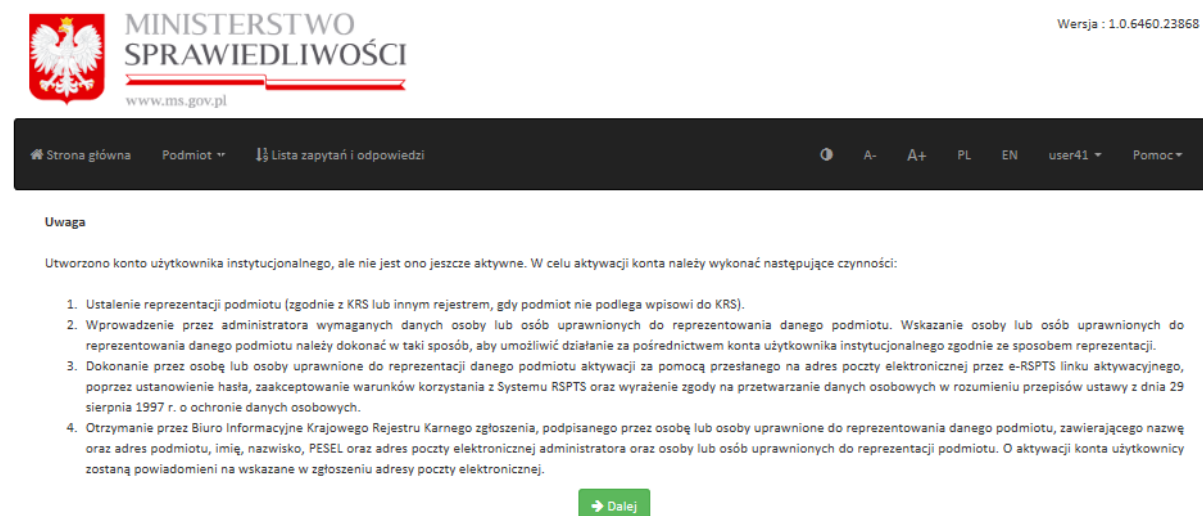 MINISTERSTWO
SPRAWIEDLIWOŚCI
www.ms.gov.pl
Wersja : 1.0.6460.23868
Strona główna Podmiot Lista zapytań i odpowiedzi A- A+ PL EN user41 Pomoc
Uwaga
Utworzono konto użytkownika instytucjonalnego, ale nie jest ono jeszcze aktywne. W celu aktywacji konta należy wykonać następujące czynności:
1. Ustalenie reprezentacji podmiotu (zgodnie z KRS lub innym rejestrem, gdy podmiot nie podlega wpisowi do KRS).
2. Wprowadzenie przez administratora wymaganych danych osoby lub osób uprawnionych do reprezentowania danego podmiotu. Wskazanie osoby lub osób uprawnionych do
reprezentowania danego podmiotu należy dokonać w taki sposób, aby umożliwić działanie za pośrednictwem konta użytkownika instytucjonalnego zgodnie ze sposobem reprezentacji.
3. Dokonanie przez osobę lub osoby uprawnione do reprezentacji danego podmiotu aktywacji za pomocą przesłanego na adres poczty elektronicznej przez e-RSPTS linku aktywacyjnego,
poprzez ustanowienie hasła, zaakceptowanie warunków korzystania z Systemu RSPTS oraz wyrażenie zgody na przetwarzanie danych osobowych w rozumieniu przepisów ustawy z dnia 29
sierpnia 1997 r. o ochronie danych osobowych.
4. Otrzymanie przez Biuro Informacyjne Krajowego Rejestru Karnego zgłoszenia, podpisanego przez osobę lub osoby uprawnione do reprezentowania danego podmiotu, zawierającego nazwę
oraz adres podmiotu, imię, nazwisko, PESEL oraz adres poczty elektronicznej administratora oraz osoby lub osób uprawnionych do reprezentacji podmiotu. O aktywacji konta użytkownicy
zostaną powiadomieni na wskazane w zgłoszeniu adresy poczty elektronicznej.
Dalej